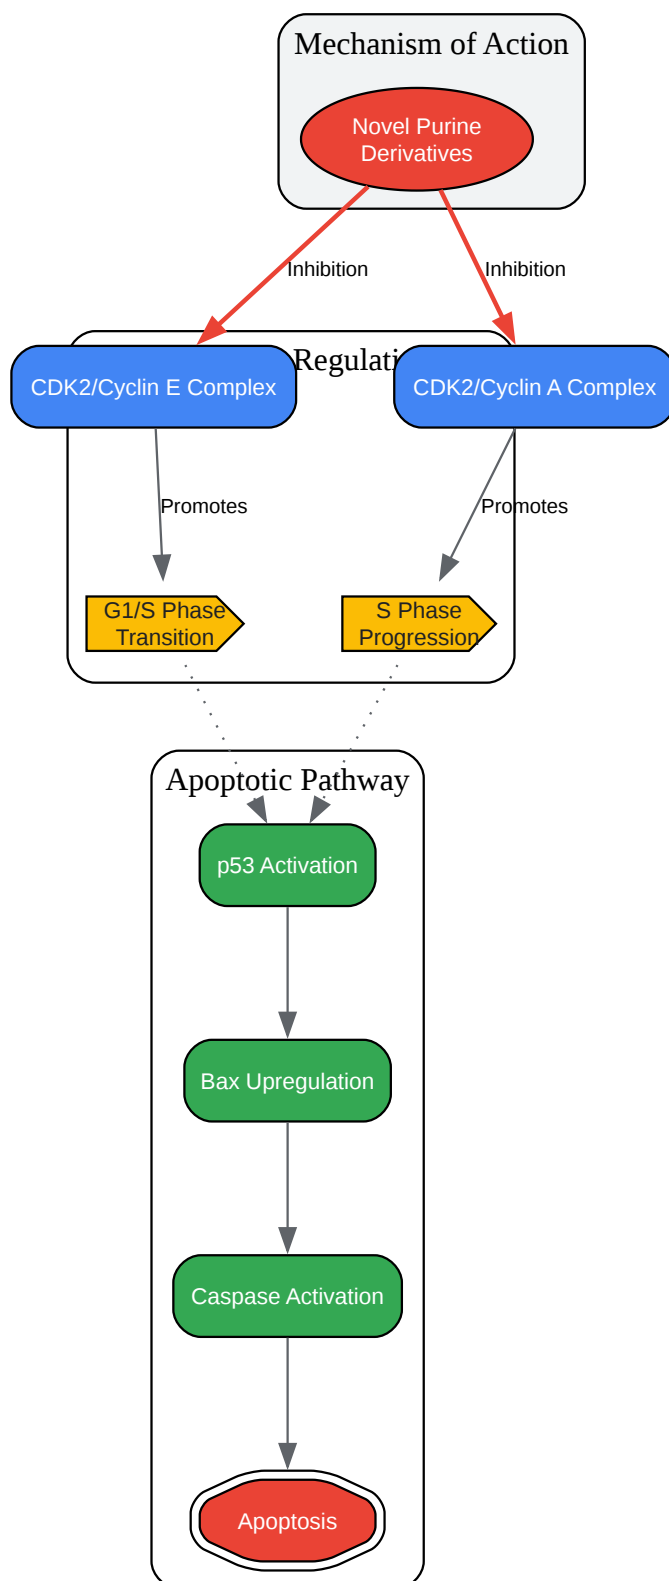 Mechanism of Action
Novel Purine
Derivatives
Inhibition
Inhibition
CDK2/Cyclin E Complex
CDK2/Cyclin A Complex
Promotes
Promotes
G1/S Phase
Transition
S Phase
Progression
Apoptotic Pathway
p53 Activation
Bax Upregulation
Caspase Activation
Apoptosis